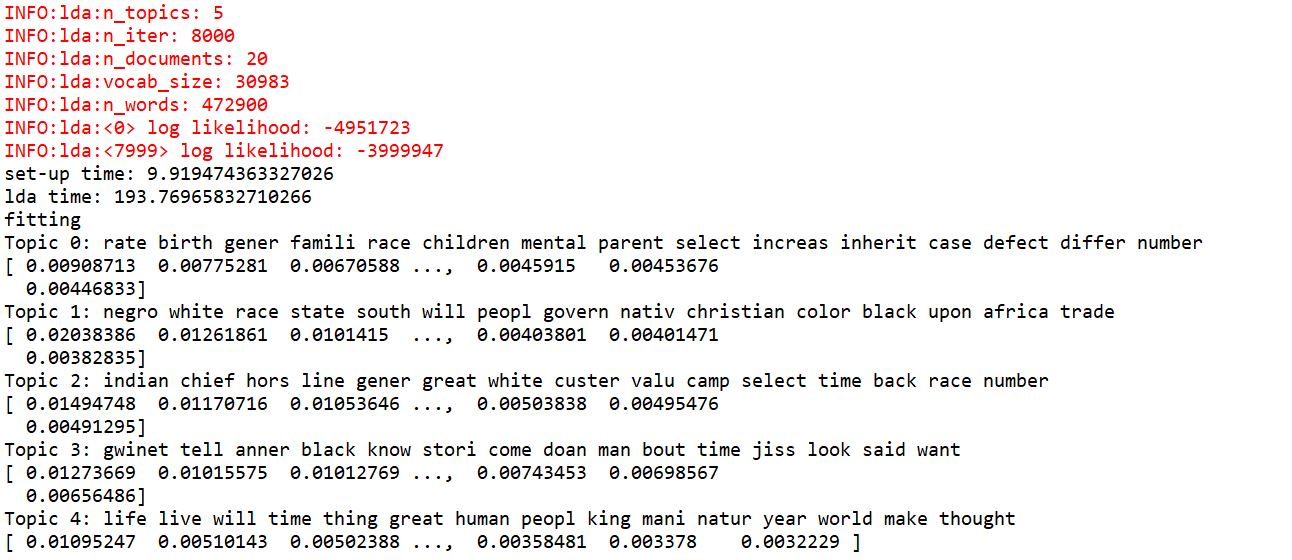 INFO:lda:n_topics: 5
INFO:lda:n_iter: 8000
INFO:lda:n_documents: 20
INFO:lda:vocab_size: 30983
INFO:lda:n_words: 472900
INFO:lda:<0> log likelihood: -4951723
INFO:lda:<7999> log likelihood: -3999947
set-up time: 9.919474363327026
lda time: 193.76965832710266
fitting
Topic 0: rate birth gener famili race children mental parent select increas inherit case defect differ number
[ 0.00908713  0.00775281  0.00670588 ...,  0.0045915   0.00453676
  0.00446833]
Topic 1: negro white race state south will peopl govern nativ christian color black upon africa trade
[ 0.02038386  0.01261861  0.0101415  ...,  0.00403801  0.00401471
  0.00382835]
Topic 2: indian chief hors line gener great white custer valu camp select time back race number
[ 0.01494748  0.01170716  0.01053646 ...,  0.00503838  0.00495476
  0.00491295]
Topic 3: gwinet tell anner black know stori come doan man bout time jiss look said want
[ 0.01273669  0.01015575  0.01012769 ...,  0.00743453  0.00698567
  0.00656486]
Topic 4: life live will time thing great human peopl king mani natur year world make thought
[ 0.01095247  0.00510143  0.00502388 ...,  0.00358481  0.003378    0.0032229 ]